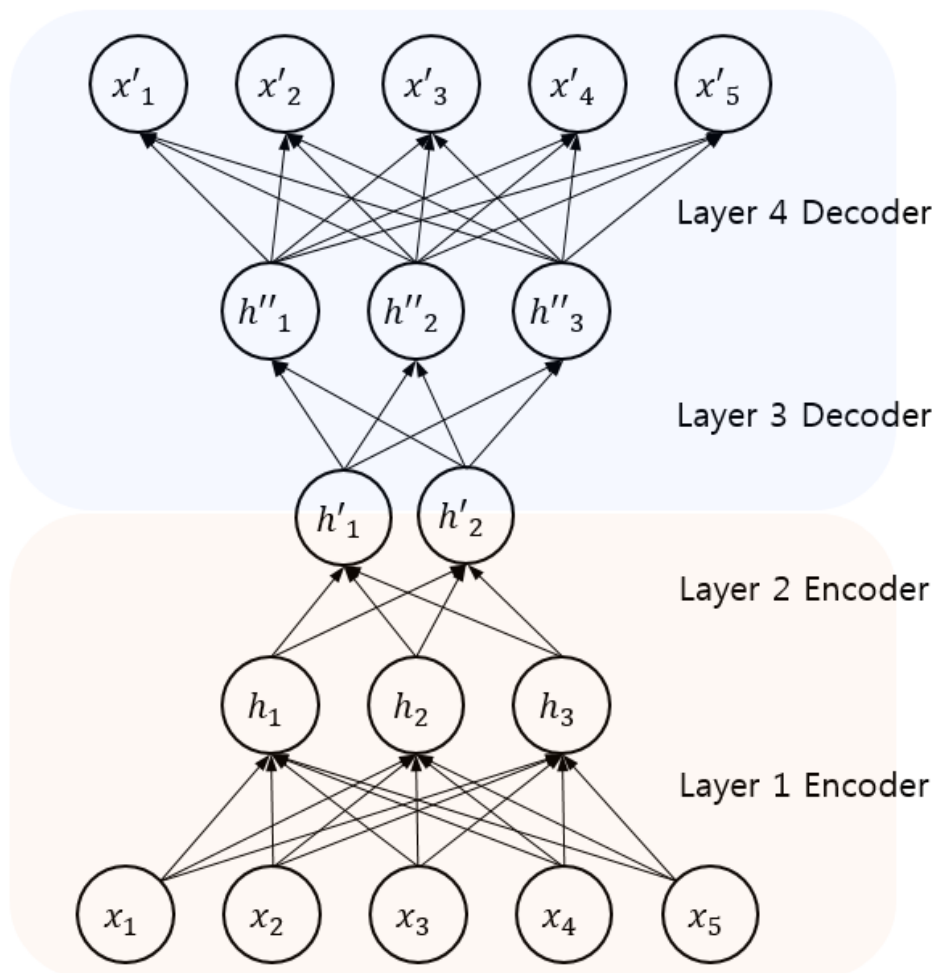 x′₁ x′₂ x′₃ x′₄ x′₅
Layer 4 Decoder
h′′₁ h′′₂ h′′₃
Layer 3 Decoder
h′₁ h′₂
Layer 2 Encoder
h₁ h₂ h₃
Layer 1 Encoder
x₁ x₂ x₃ x₄ x₅